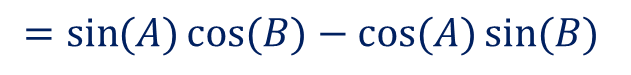 = sin(A) cos(B) − cos(A) sin(B)